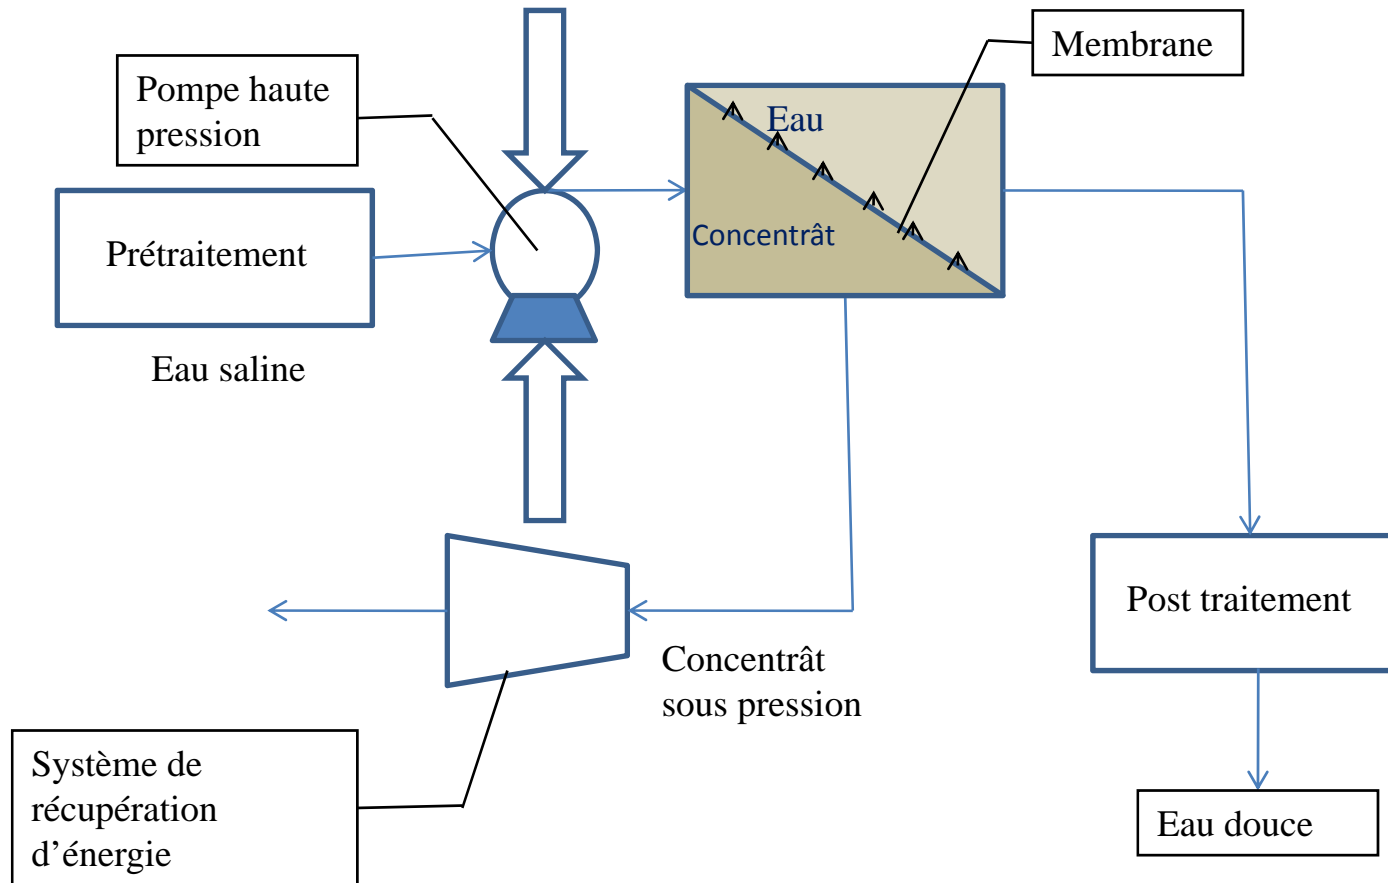 Pompe haute
pression
Membrane
Eau
Prétraitement
Concentrât
Eau saline
Post traitement
Concentrât
sous pression
Système de
récupération
d’énergie
Eau douce